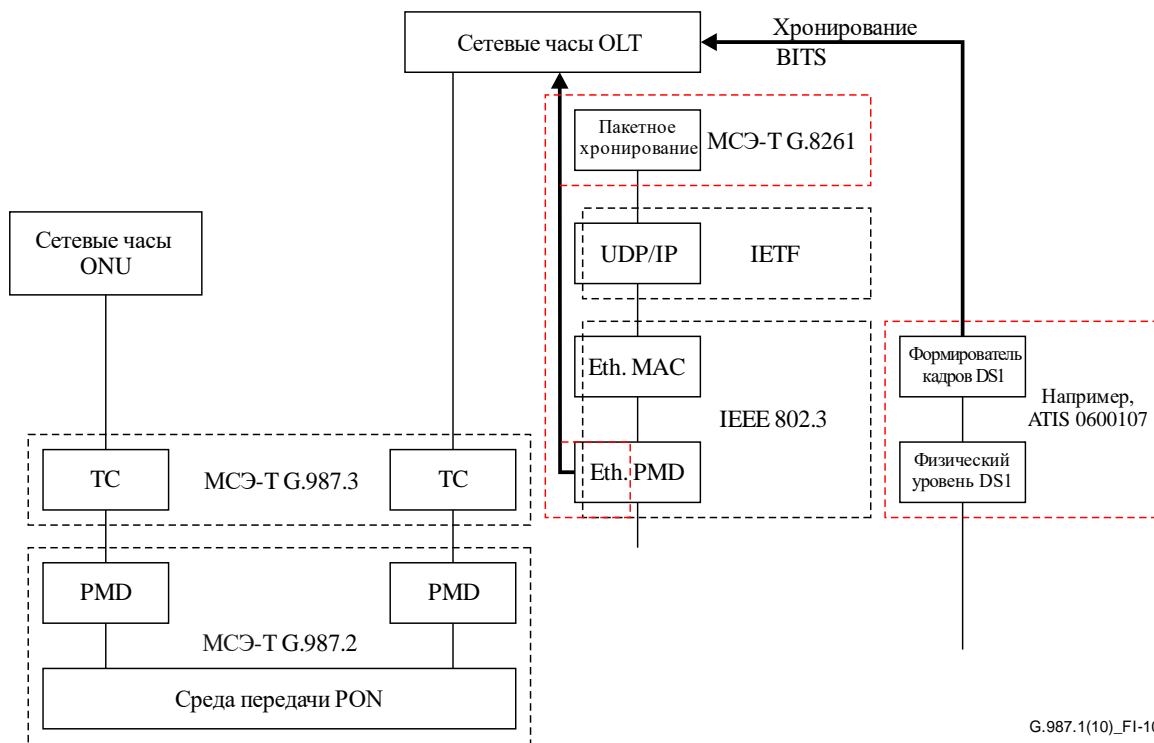 Сетевые часы OLT
Хронирование
BITS
Пакетное
хронирование
МСЭ-Т G.8261
Сетевые часы
ONU
UDP/IP
IETF
Eth. MAC
IEEE 802.3
Формирователь
кадров DS1
Например,
ATIS 0600107
TC
МСЭ-Т G.987.3
TC
Eth. PMD
Физический
уровень DS1
PMD
PMD
МСЭ-Т G.987.2
Среда передачи PON
G.987.1(10)_FI-10